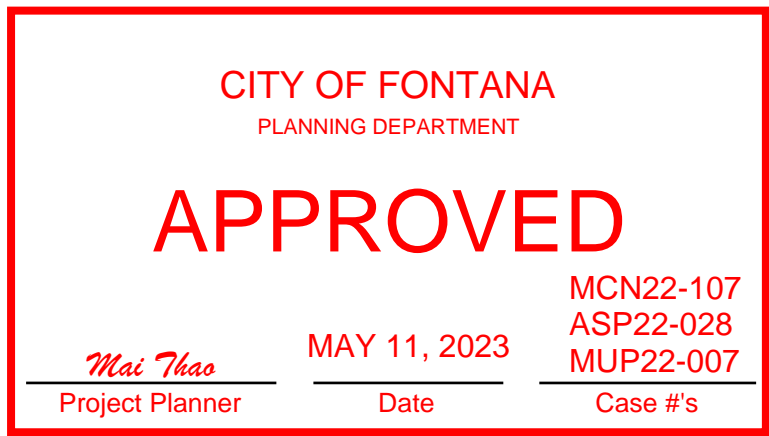 CITY OF FONTANA
PLANNING DEPARTMENT
APPROVED
MCN22-107
ASP22-028
MUP22-007
MAY 11, 2023
Mai Thao
Project Planner
Date
Case #'s